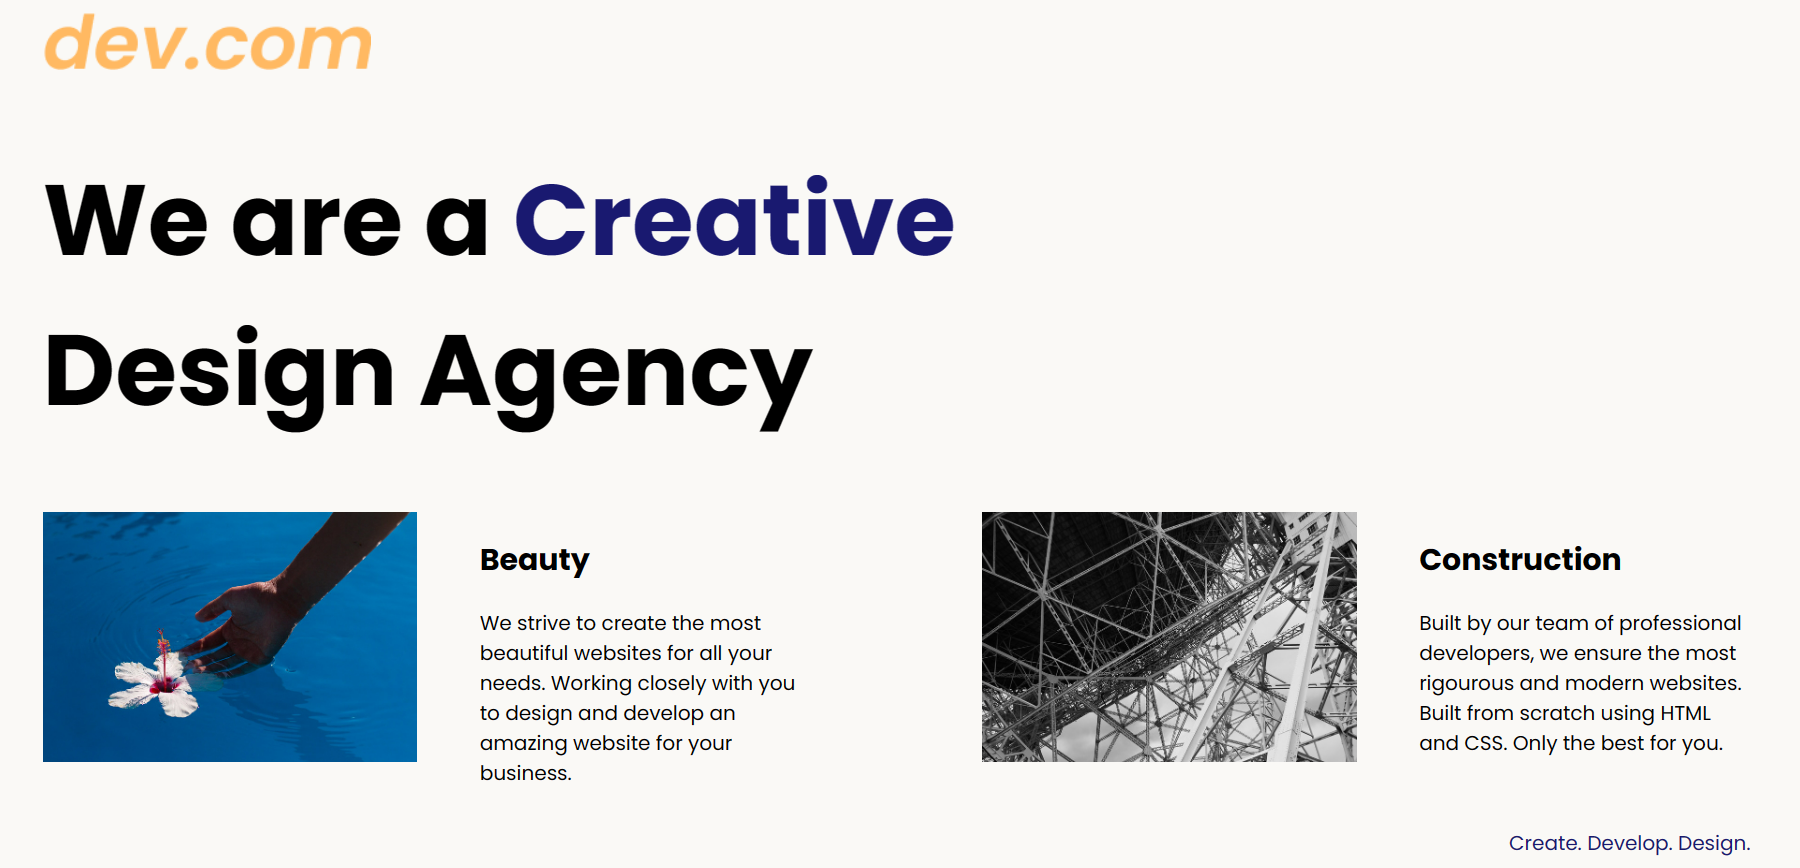 dev.com
We are a Creative
Design Agency
Beauty
We strive to create the most
beautiful websites for all your
needs. Working closely with you
to design and develop an
amazing website for your
business.
Construction
Built by our team of professional
developers, we ensure the most
rigourous and modern websites.
Built from scratch using HTML
and CSS. Only the best for you.
Create. Develop. Design.